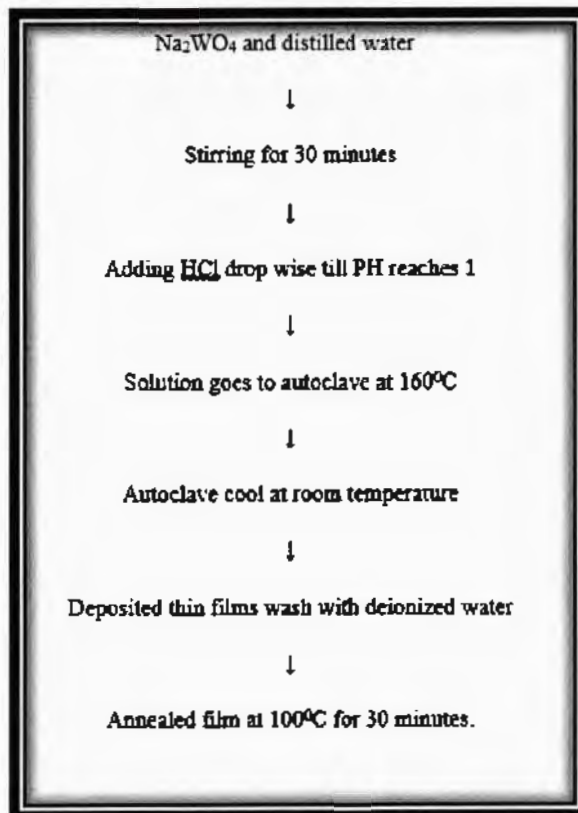 Na₂WO₄ and distilled water
↓
Stirring for 30 minutes
↓
Adding HCl drop wise till PH reaches 1
↓
Solution goes to autoclave at 160⁰C
↓
Autoclave cool at room temperature
↓
Deposited thin films wash with deionized water
↓
Annealed film at 100⁰C for 30 minutes.